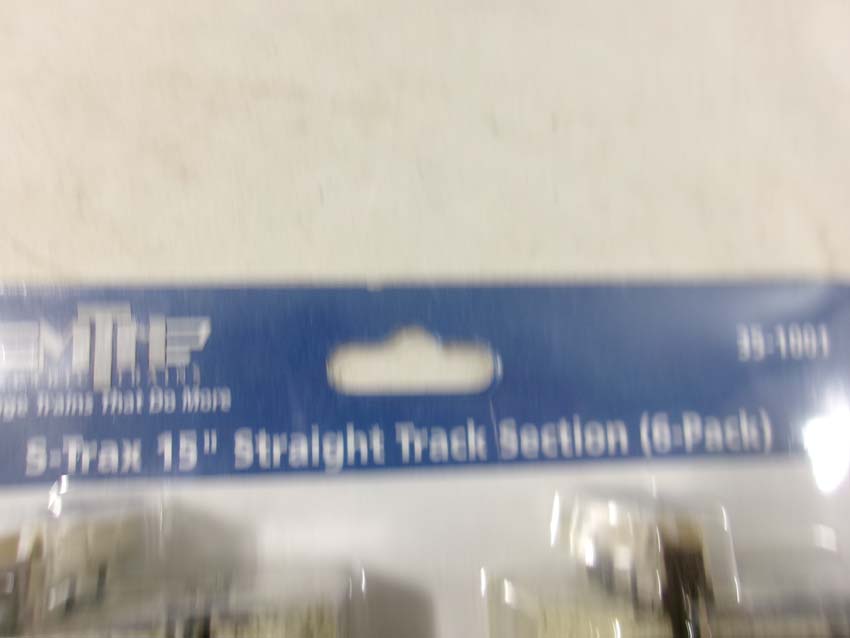 MTH
35-1001
Trains That Do More
S-Trax 15" Straight Track Section (6-Pack)